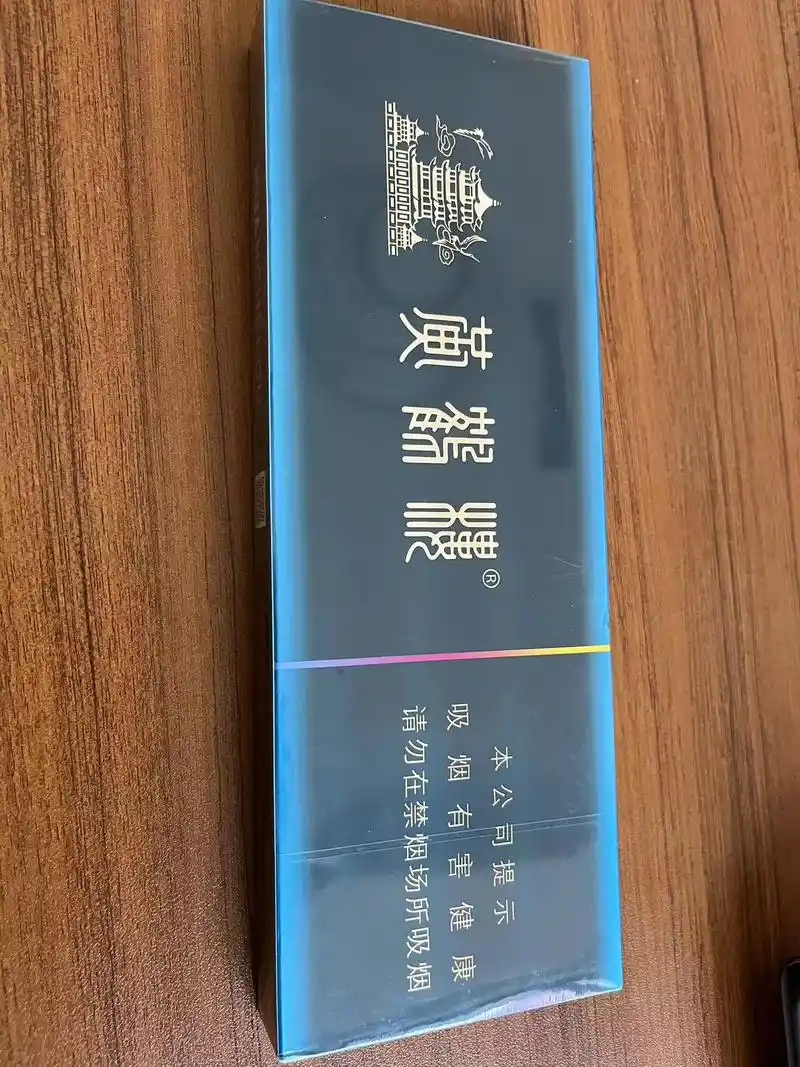 黄鹤楼®
本公司提示
吸烟有害健康
请勿在禁烟场所吸烟